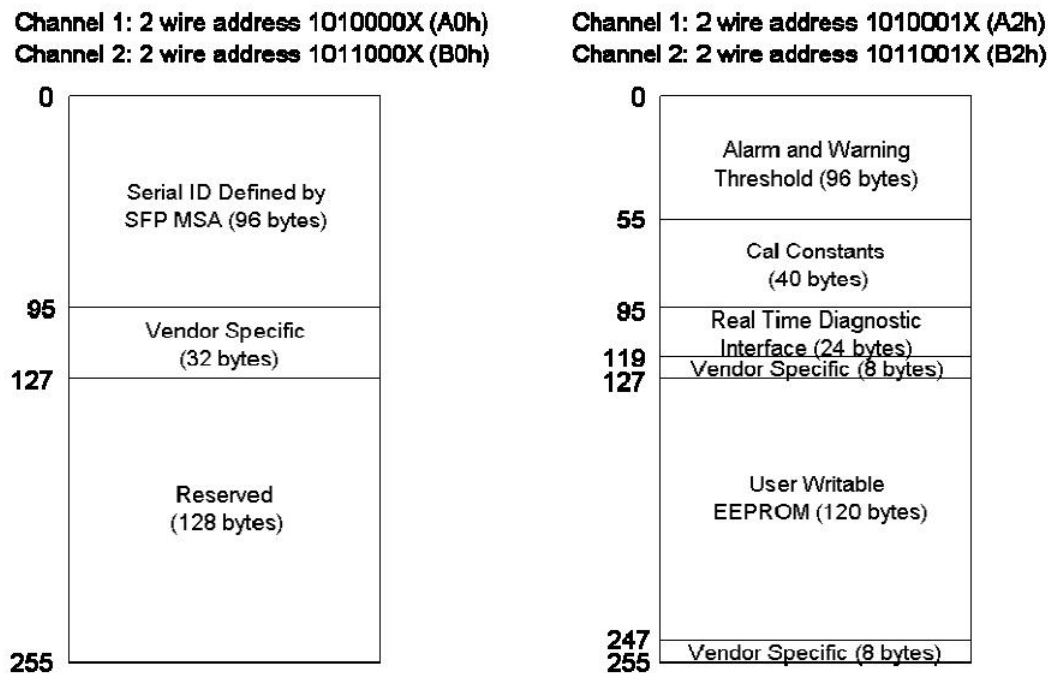 Channel 1: 2 wire address 1010000X (A0h)
Channel 2: 2 wire address 1011000X (B0h)
0
Serial ID Defined by
SFP MSA (96 bytes)
95
Vendor Specific
(32 bytes)
127
Reserved
(128 bytes)
255
Channel 1: 2 wire address 1010001X (A2h)
Channel 2: 2 wire address 1011001X (B2h)
0
Alarm and Warning
Threshold (96 bytes)
55
Cal Constants
(40 bytes)
95
Real Time Diagnostic
Interface (24 bytes)
119
Vendor Specific (8 bytes)
127
User Writable
EEPROM (120 bytes)
247
Vendor Specific (8 bytes)
255